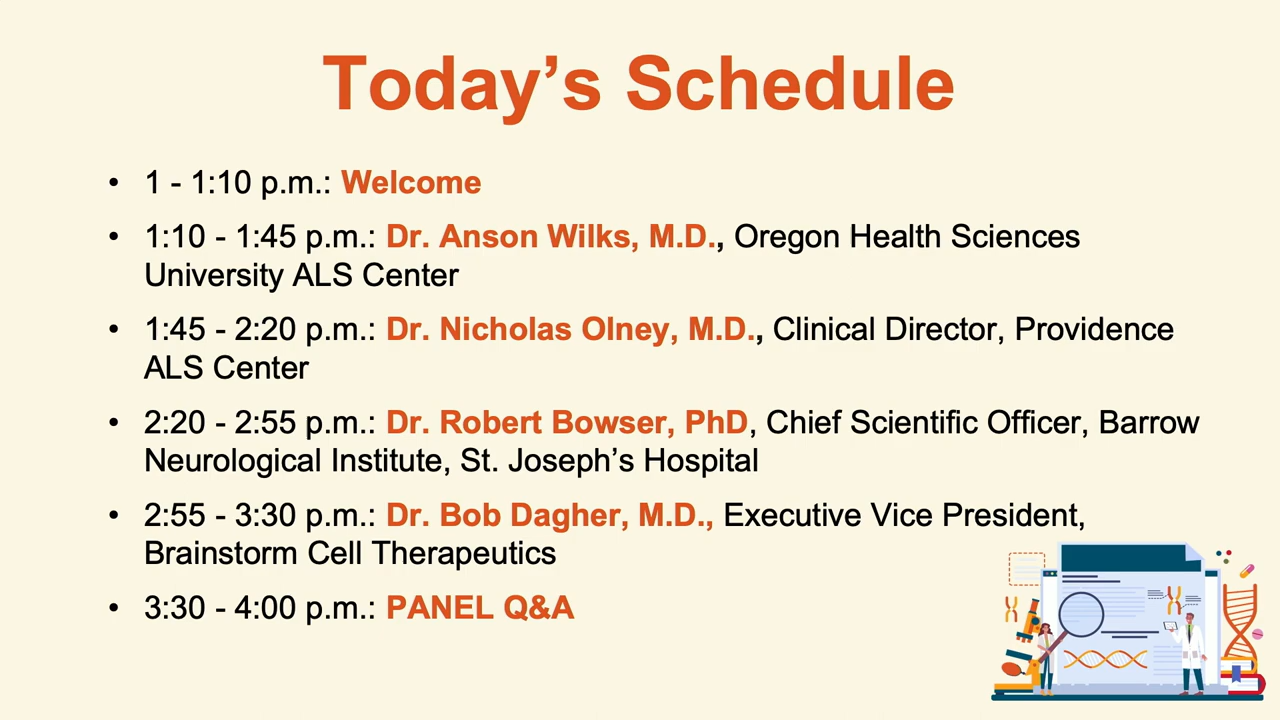 Today’s Schedule
• 1 - 1:10 p.m.: Welcome
• 1:10 - 1:45 p.m.: Dr. Anson Wilks, M.D., Oregon Health Sciences
University ALS Center
• 1:45 - 2:20 p.m.: Dr. Nicholas Olney, M.D., Clinical Director, Providence
ALS Center
• 2:20 - 2:55 p.m.: Dr. Robert Bowser, PhD, Chief Scientific Officer, Barrow
Neurological Institute, St. Joseph’s Hospital
• 2:55 - 3:30 p.m.: Dr. Bob Dagher, M.D., Executive Vice President,
Brainstorm Cell Therapeutics
• 3:30 - 4:00 p.m.: PANEL Q&A